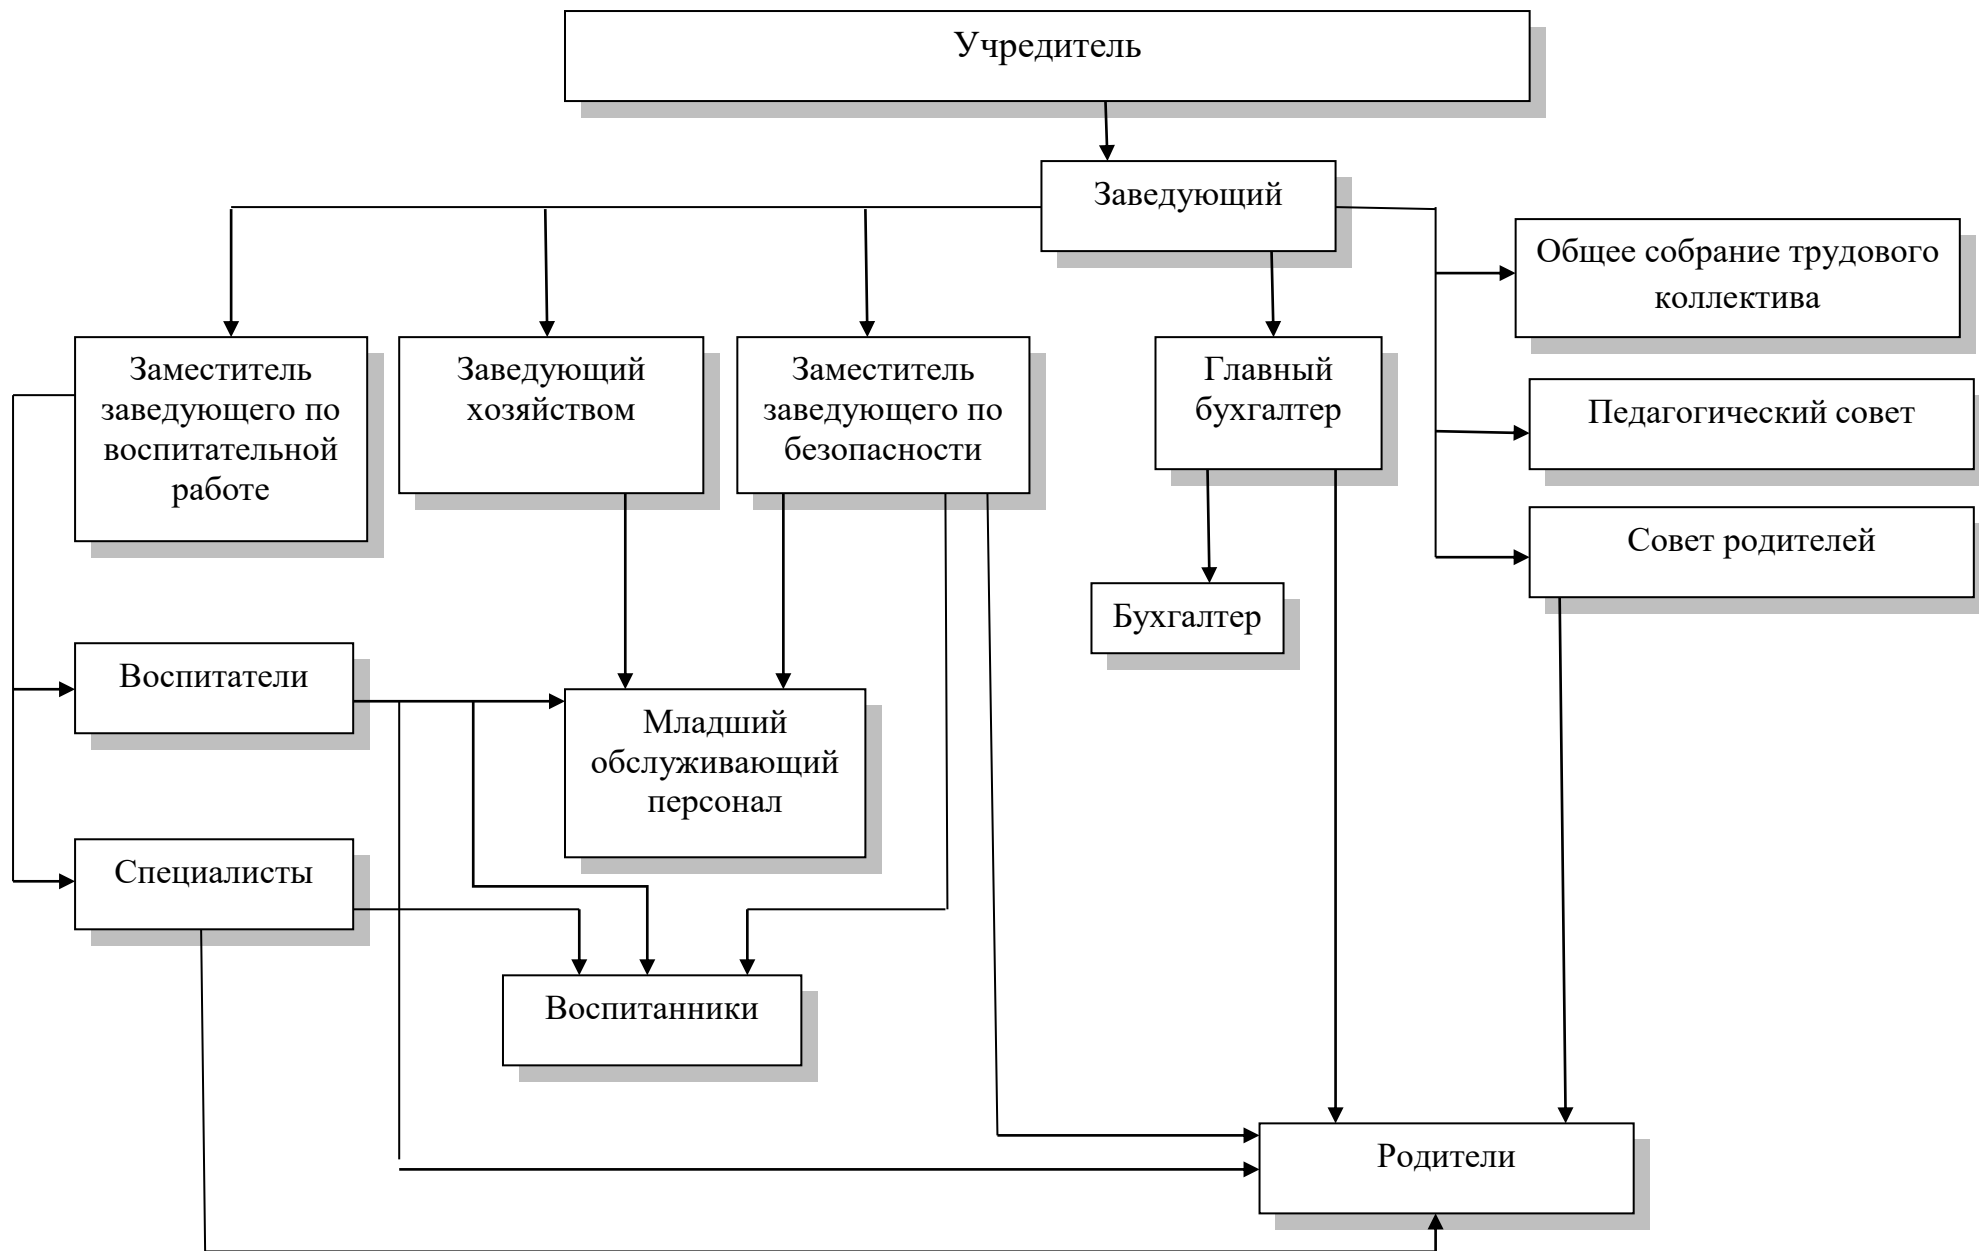 Учредитель
Заведующий
Общее собрание трудового
коллектива
Заместитель
заведующего по
воспитательной
работе
Заведующий
хозяйством
Заместитель
заведующего по
безопасности
Главный
бухгалтер
Педагогический совет
Совет родителей
Бухгалтер
Воспитатели
Младший
обслуживающий
персонал
Специалисты
Воспитанники
Родители